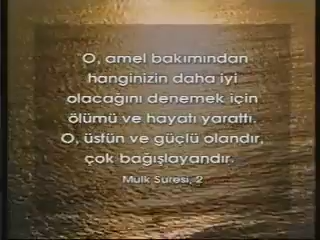 O, amel bakımından
hanginizin daha iyi
olacağını denemek için
ölümü ve hayatı yarattı.
O, üstün ve güçlü olandır,
çok bağışlayandır.
Mulk Suresi, 2